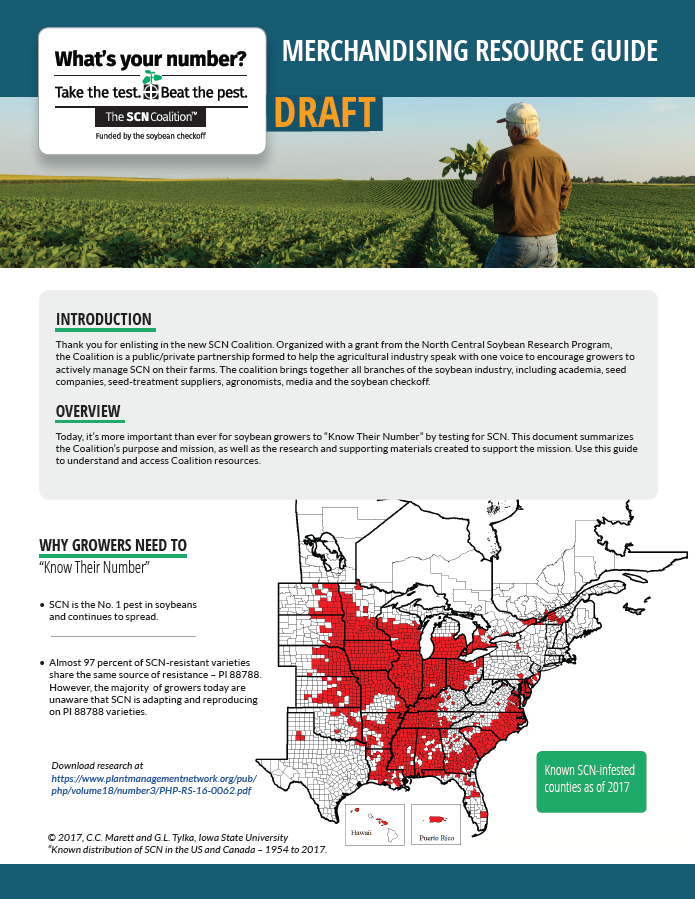 What's your number?
Take the test. Beat the pest.
The SCN Coalition™
Funded by the soybean checkoff
MERCHANDISING RESOURCE GUIDE
DRAFT
INTRODUCTION
Thank you for enlisting in the new SCN Coalition. Organized with a grant from the North Central Soybean Research Program,
the Coalition is a public/private partnership formed to help the agricultural industry speak with one voice to encourage growers to
actively manage SCN on their farms. The coalition brings together all branches of the soybean industry, including academia, seed
companies, seed-treatment suppliers, agronomists, media and the soybean checkoff.
OVERVIEW
Today, it's more important than ever for soybean growers to “Know Their Number” by testing for SCN. This document summarizes
the Coalition's purpose and mission, as well as the research and supporting materials created to support the mission. Use this guide
to understand and access Coalition resources.
WHY GROWERS NEED TO
“Know Their Number”
• SCN is the No. 1 pest in soybeans
and continues to spread.
• Almost 97 percent of SCN-resistant varieties
share the same source of resistance – PI 88788.
However, the majority of growers today are
unaware that SCN is adapting and reproducing
on PI 88788 varieties.
Download research at
https://www.plantmanagementnetwork.org/pub/
php/volume18/number3/PHP-RS-16-0062.pdf
Known SCN-infested
counties as of 2017
Hawaii
Puerto Rico
© 2017, C.C. Marett and G.L. Tylka, Iowa State University
“Known distribution of SCN in the US and Canada – 1954 to 2017.